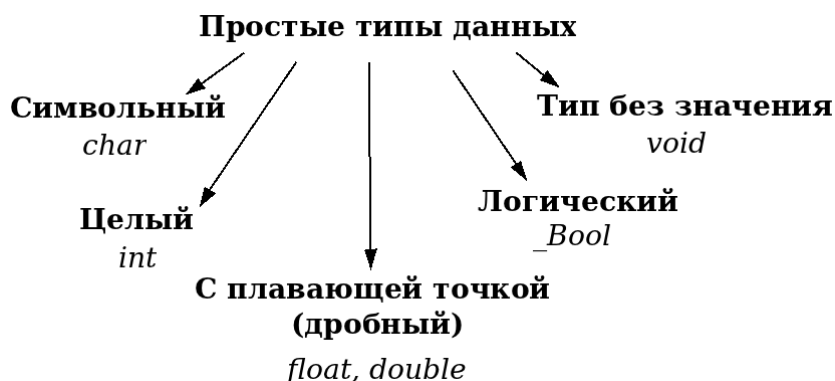 Простые типы данных
Символьный
char
Тип без значения
void
Целый
int
Логический
_Bool
С плавающей точкой
(дробный)
float, double